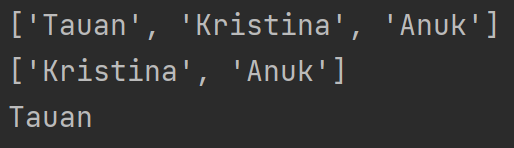 ['Tauan', 'Kristina', 'Anuk']
['Kristina', 'Anuk']
Tauan